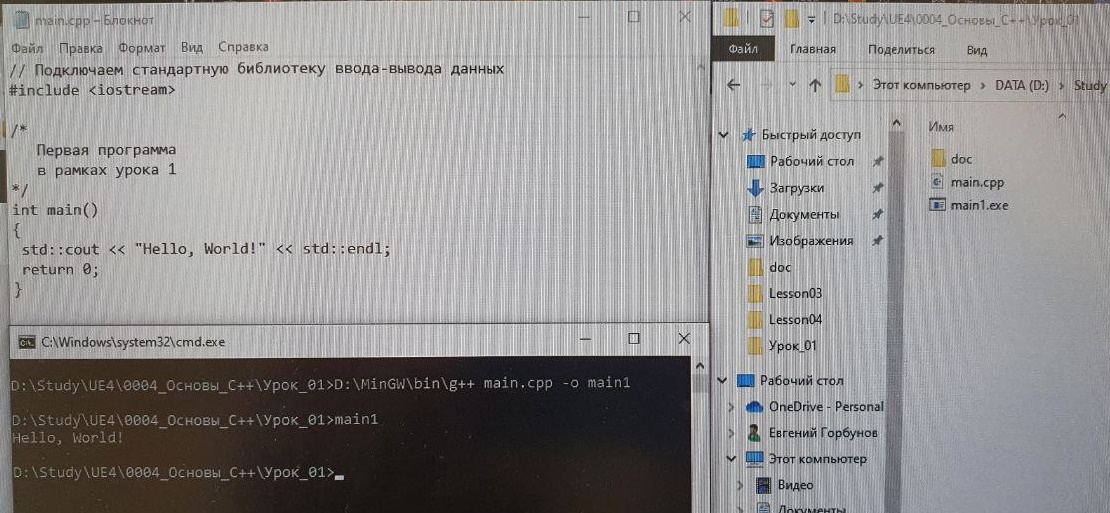 main.cpp – Блокнот
Файл Правка Формат Вид Справка
// Подключаем стандартную библиотеку ввода-вывода данных
#include <iostream>
/*
Первая программа
в рамках урока 1
*/
int main()
{
std::cout << "Hello, World!" << std::endl;
return 0;
}
C:\Windows\system32\cmd.exe
D:\Study\UE4\0004_Основы_C++\Урок_01>D:\MinGW\bin\g++ main.cpp -o main1
D:\Study\UE4\0004_Основы_C++\Урок_01>main1
Hello, World!
D:\Study\UE4\0004_Основы_C++\Урок_01>
D:\Study\UE4\0004_Основы_C++\Урок_01
Файл Главная Поделиться Вид
Этот компьютер > DATA (D:) > Study
Быстрый доступ
Рабочий стол
Загрузки
Документы
Изображения
doc
Lesson03
Lesson04
Урок_01
Рабочий стол
OneDrive - Personal
Евгений Горбунов
Этот компьютер
Видео
Документы
Имя
doc
main.cpp
main1.exe